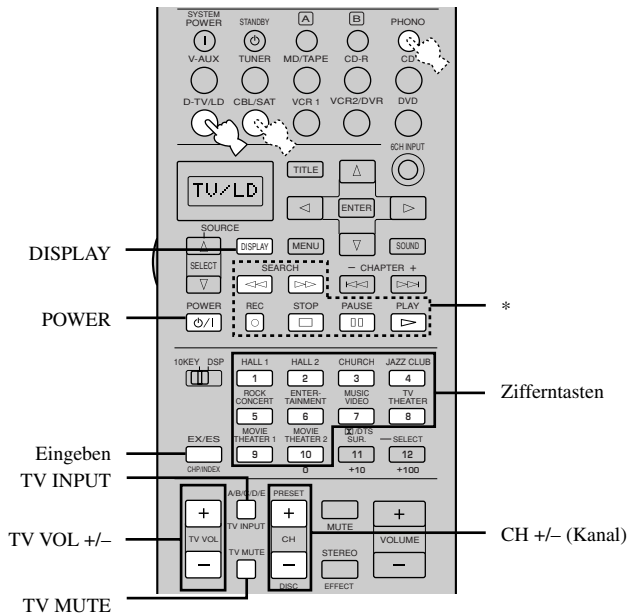 SYSTEM
POWER STANDBY A B PHONO
V-AUX TUNER MD/TAPE CD-R CD
D-TV/LD CBL/SAT VCR 1 VCR2/DVR DVD
6CH INPUT
TV/LD
TITLE
ENTER
SOURCE
DISPLAY
DISPLAY MENU SOUND
SELECT
SEARCH – CHAPTER +
*
POWER REC STOP PAUSE PLAY
POWER
10KEY DSP HALL 1 HALL 2 CHURCH JAZZ CLUB
1 2 3 4
Zifferntasten
ROCK CONCERT ENTER-TAINMENT MUSIC VIDEO TV THEATER
5 6 7 8
MOVIE THEATER 1 MOVIE THEATER 2 /DTS SUR. SELECT
EX/ES 9 10 11 12
Eingeben
CHP/INDEX 0 +10 +100
TV INPUT
A/B/C/D/E PRESET
+ + +
TV INPUT MUTE
TV VOL +/–
TV VOL CH VOLUME
CH +/– (Kanal)
TV MUTE STEREO
– – –
DISC EFFECT
TV MUTE